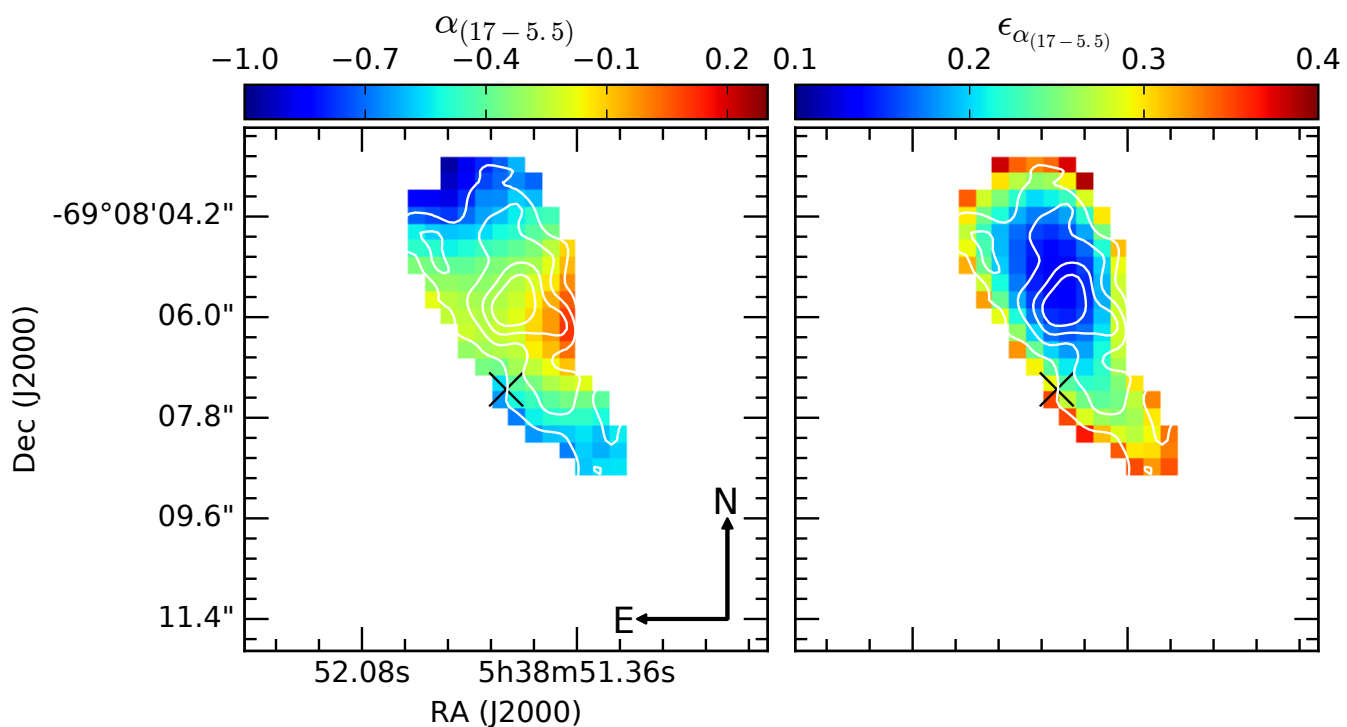 α(17−5.5)
ϵα(17−5.5)
−1.0 −0.7 −0.4 −0.1 0.2
0.1 0.2 0.3 0.4
-69°08'04.2"
06.0"
07.8"
09.6"
11.4"
Dec (J2000)
N
E
52.08s 5h38m51.36s
RA (J2000)